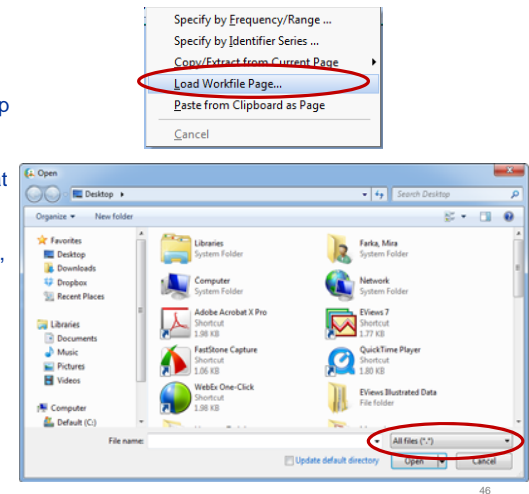 Specify by Frequency/Range ...
Specify by Identifier Series ...
Copy/Extract from Current Page
Load Workfile Page...
Paste from Clipboard as Page
Cancel
p
at
,
Open
Desktop
Search Desktop
Organize
New folder
Favorites
Desktop
Downloads
Dropbox
Recent Places
Libraries
Documents
Music
Pictures
Videos
Computer
Default (C:)
Libraries
System Folder
Farka, Mira
System Folder
Computer
System Folder
Network
System Folder
Adobe Acrobat X Pro
Shortcut
1.98 KB
EViews 7
Shortcut
1.77 KB
FastStone Capture
Shortcut
1.06 KB
QuickTime Player
Shortcut
1.80 KB
WebEx One-Click
Shortcut
1.98 KB
EViews Illustrated Data
File folder
File name:
All files (*.*)
Update default directory
Open
Cancel
46